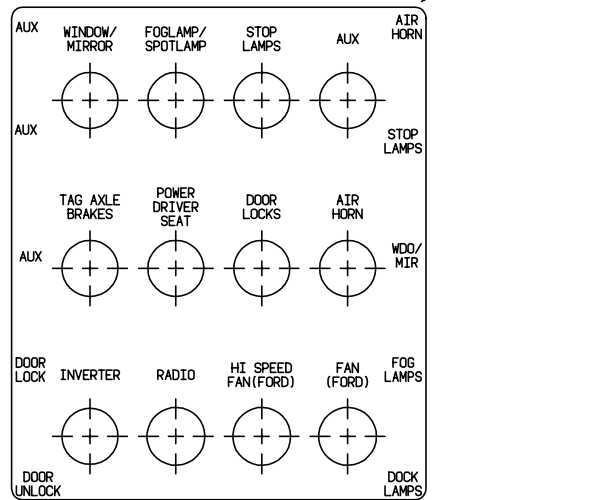 AUX
WINDOW/
MIRROR
FOGLAMP/
SPOTLAMP
STOP
LAMPS
AUX
AIR
HORN
AUX
STOP
LAMPS
TAG AXLE
BRAKES
POWER
DRIVER
SEAT
DOOR
LOCKS
AIR
HORN
AUX
WDO/
MIR
DOOR
LOCK
INVERTER
RADIO
HI SPEED
FAN(FORD)
FAN
(FORD)
FOG
LAMPS
DOOR
UNLOCK
DOCK
LAMPS